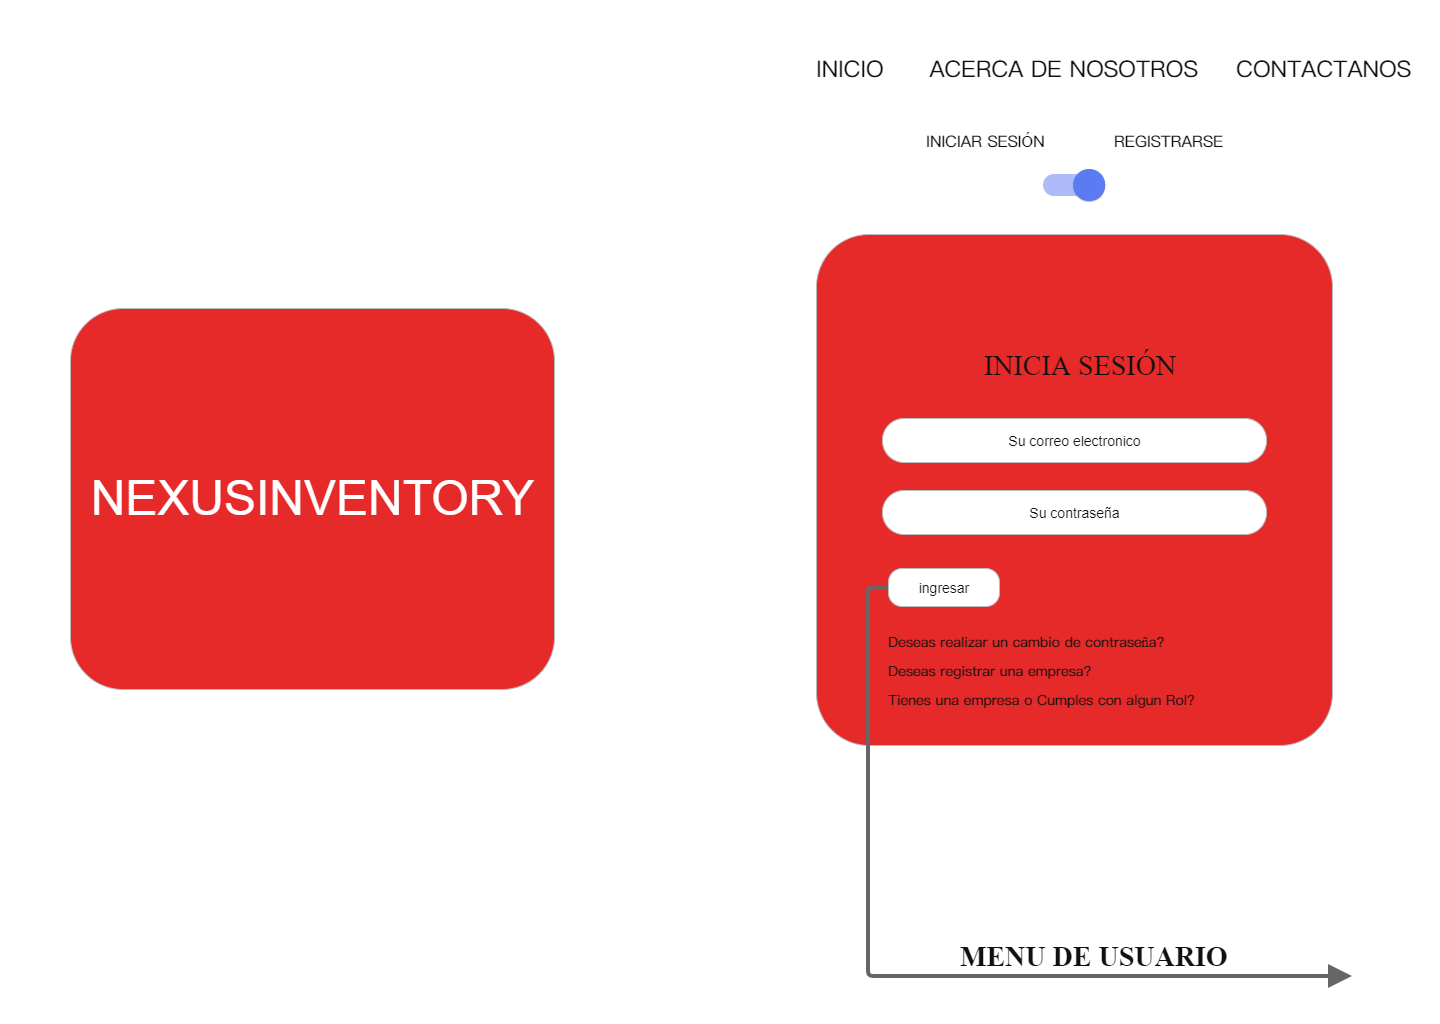 INICIO ACERCA DE NOSOTROS CONTACTANOS
INICIAR SESIÓN REGISTRARSE
NEXUSINVENTORY
INICIA SESIÓN
Su correo electronico
Su contraseña
ingresar
Deseas realizar un cambio de contraseña?
Deseas registrar una empresa?
Tienes una empresa o Cumples con algun Rol?
MENU DE USUARIO